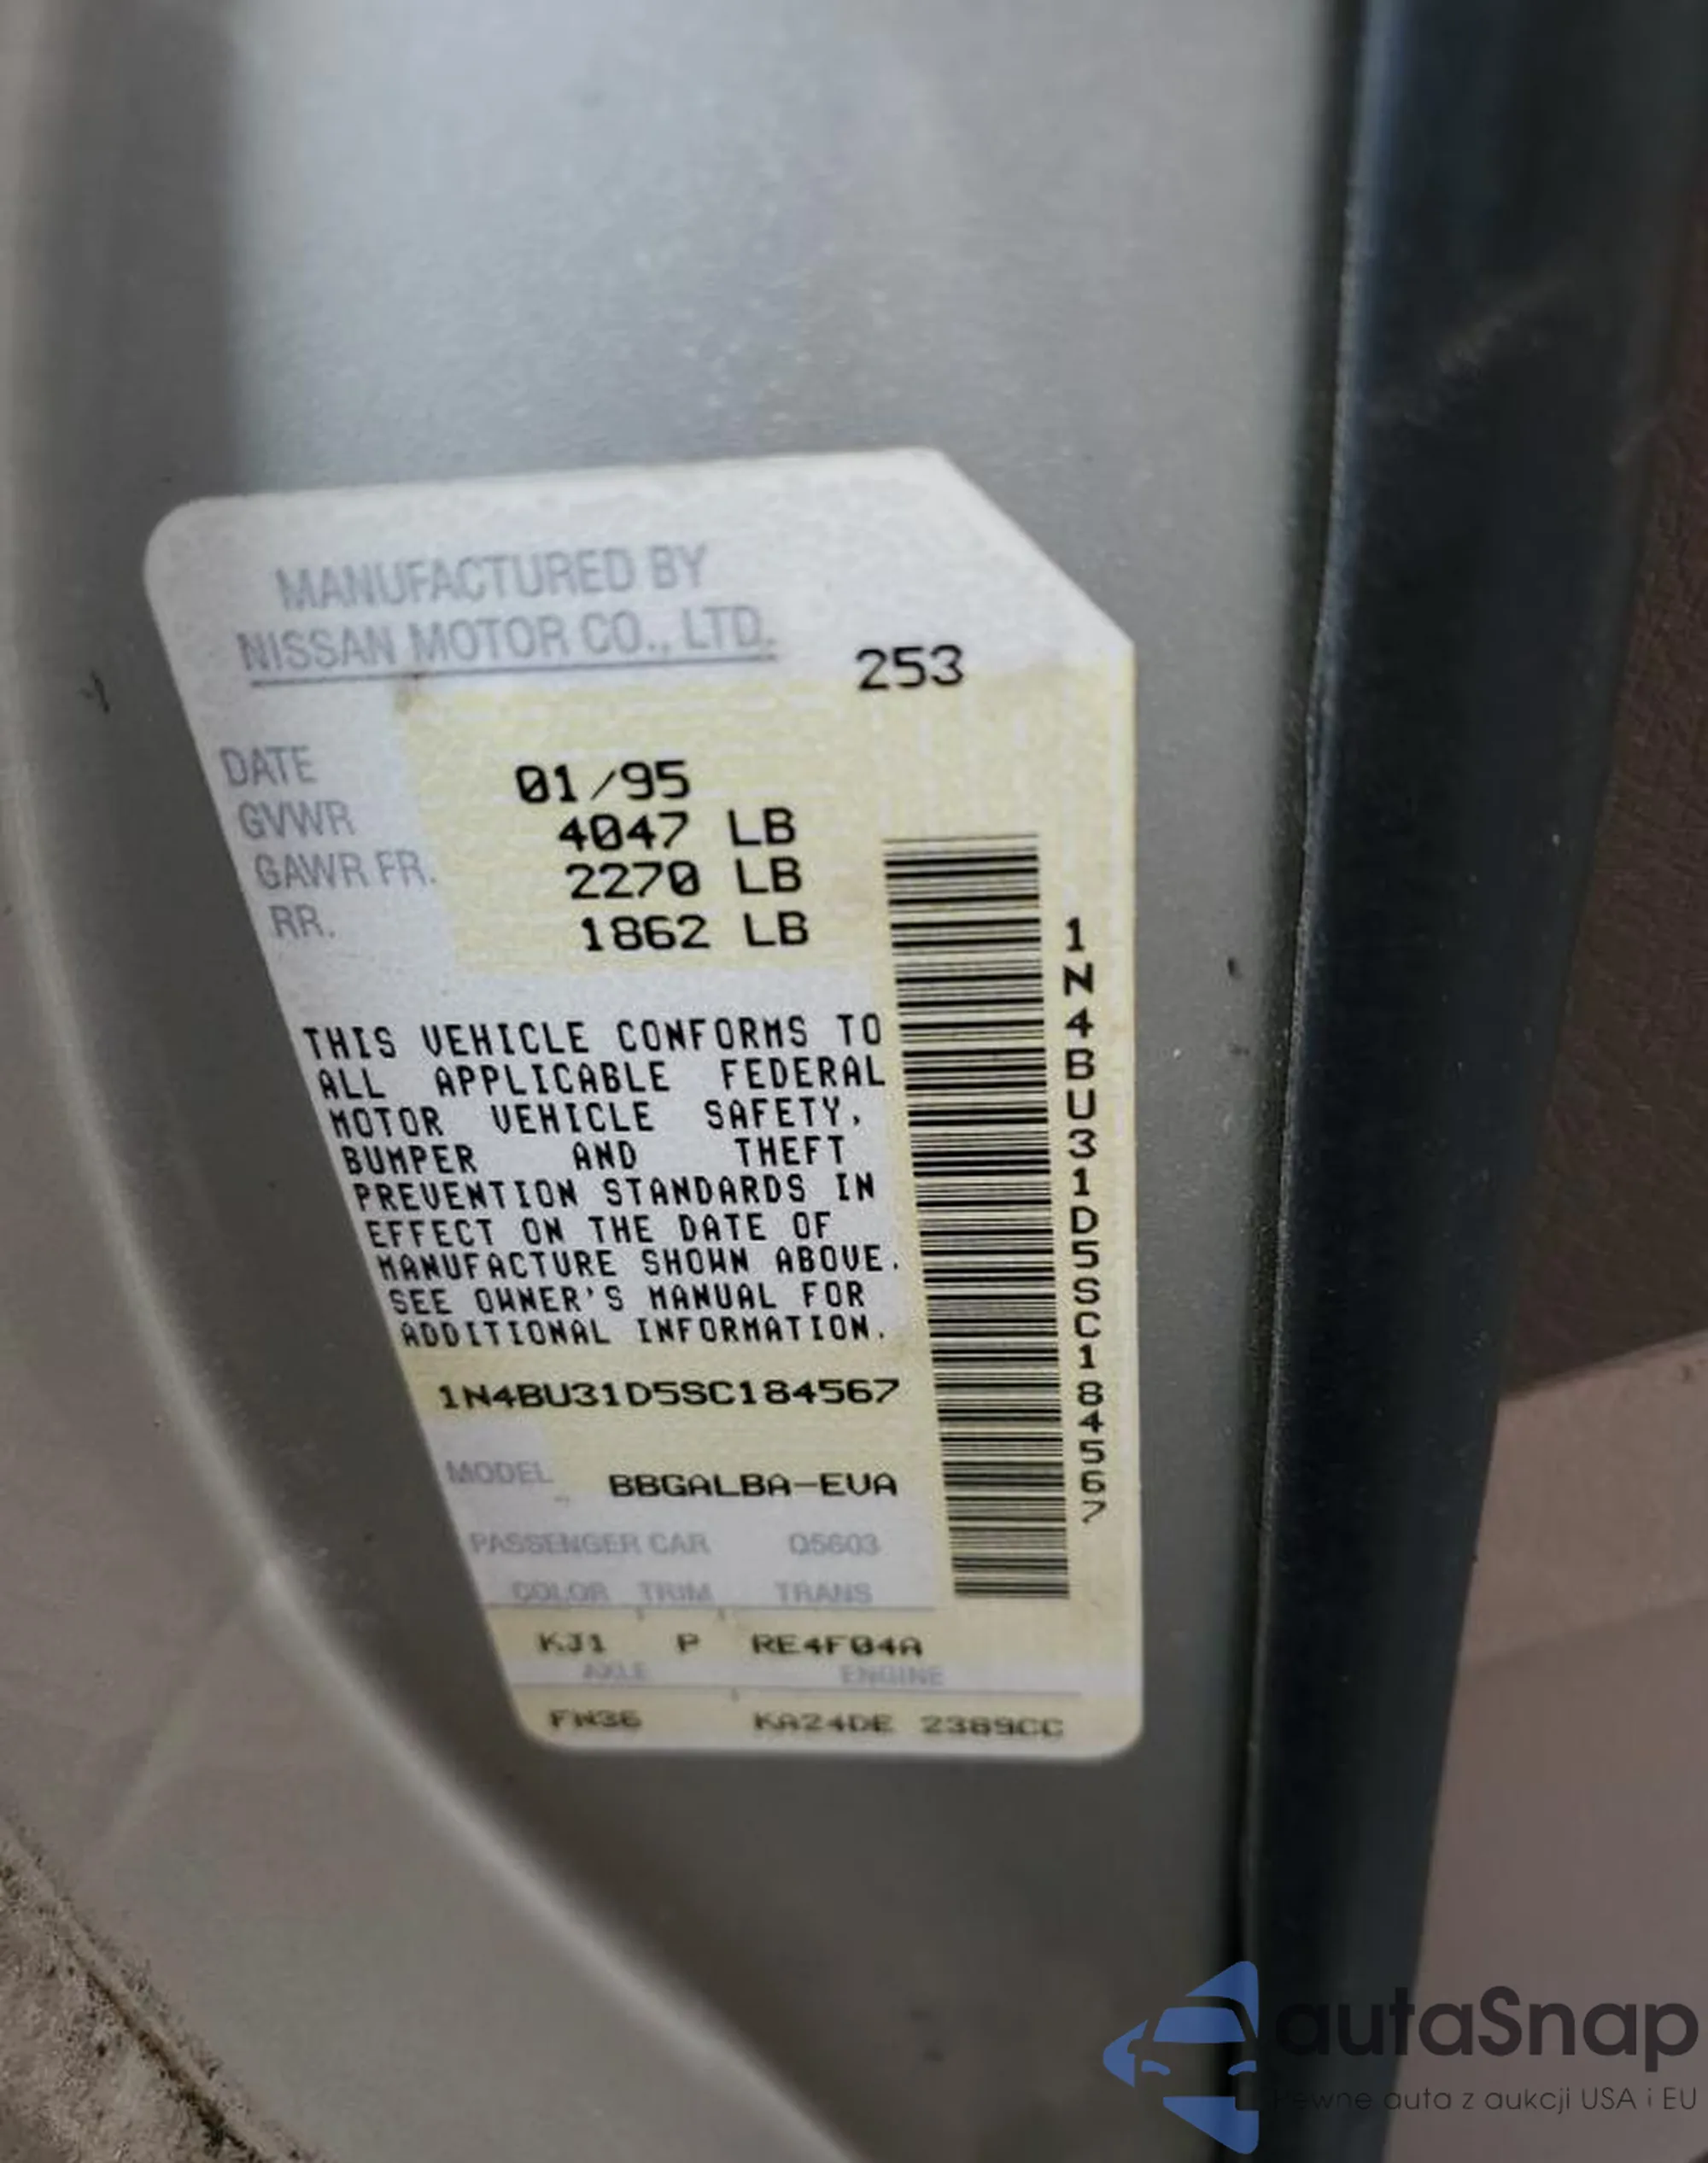 MANUFACTURED BY
NISSAN MOTOR CO., LTD.
253
DATE 01/95
GVWR 4047 LB
GAWR FR. 2270 LB
RR. 1862 LB
THIS VEHICLE CONFORMS TO
ALL APPLICABLE FEDERAL
MOTOR VEHICLE SAFETY,
BUMPER AND THEFT
PREVENTION STANDARDS IN
EFFECT ON THE DATE OF
MANUFACTURE SHOWN ABOVE.
SEE OWNER'S MANUAL FOR
ADDITIONAL INFORMATION.
1N4BU31D5SC184567
MODEL BBGALBA-EVA
PASSENGER CAR Q5603
COLOR TRIM TRANS
KJ1 P RE4F04A
AXLE ENGINE
FN36 KA24DE 2389CC
1N4BU31D5SC184567
autaSnap
Pewne auta z aukcji USA i EU